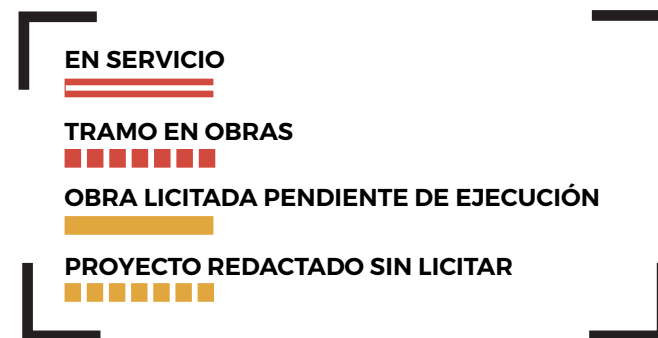 EN SERVICIO
TRAMO EN OBRAS
OBRA LICITADA PENDIENTE DE EJECUCIÓN
PROYECTO REDACTADO SIN LICITAR